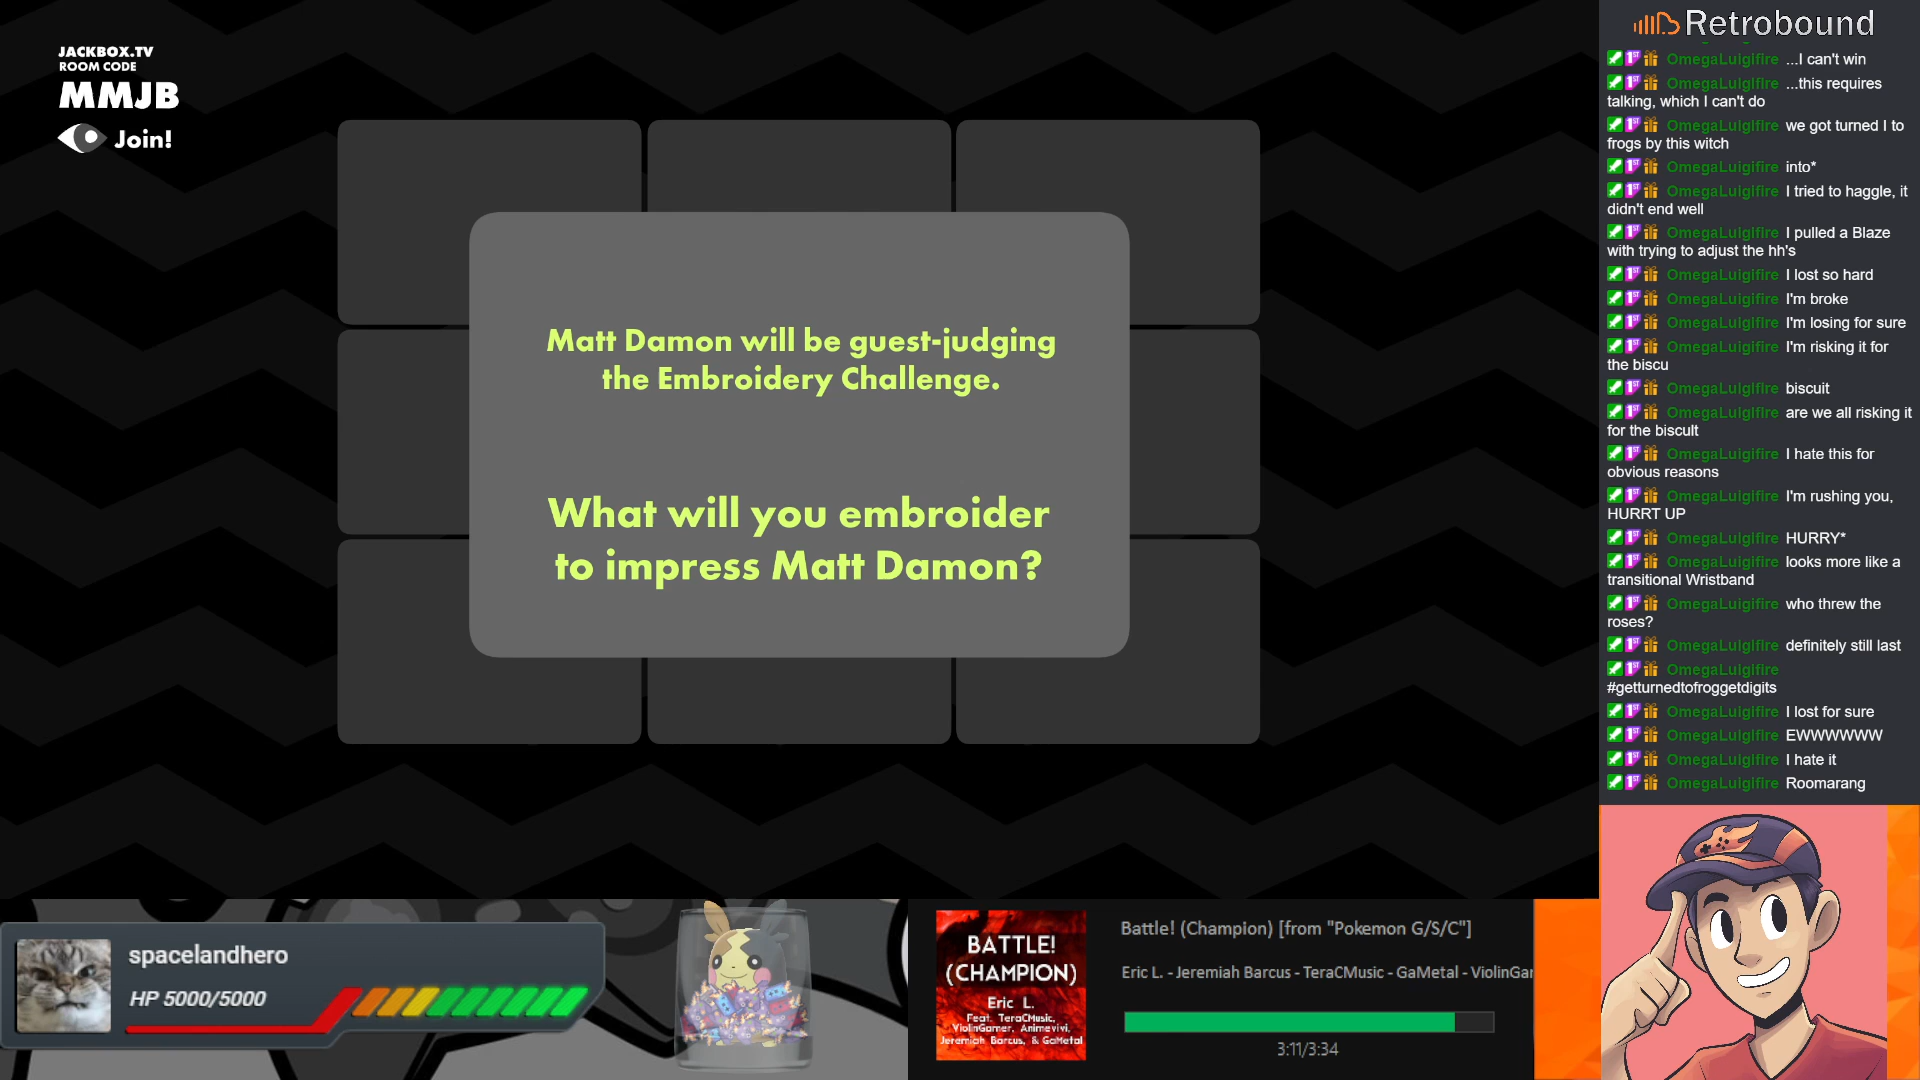 JACKBOX.TV
ROOM CODE
MMJB
Join!
Matt Damon will be guest-judging
the Embroidery Challenge.
What will you embroider
to impress Matt Damon?
Retrobound
OmegaLuigifire ...I can't win
OmegaLuigifire ...this requires
talking, which I can't do
OmegaLuigifire we got turned I to
frogs by this witch
OmegaLuigifire into*
OmegaLuigifire I tried to haggle, it
didn't end well
OmegaLuigifire I pulled a Blaze
with trying to adjust the hh's
OmegaLuigifire I lost so hard
OmegaLuigifire I'm broke
OmegaLuigifire I'm losing for sure
OmegaLuigifire I'm risking it for
the biscu
OmegaLuigifire biscuit
OmegaLuigifire are we all risking it
for the biscuit
OmegaLuigifire I hate this for
obvious reasons
OmegaLuigifire I'm rushing you,
HURRT UP
OmegaLuigifire HURRY*
OmegaLuigifire looks more like a
transitional Wristband
OmegaLuigifire who threw the
roses?
OmegaLuigifire definitely still last
OmegaLuigifire
#getturnedtofroggetdigits
OmegaLuigifire I lost for sure
OmegaLuigifire EWWWWWW
OmegaLuigifire I hate it
OmegaLuigifire Roomarang
spacelandhero
HP 5000/5000
BATTLE!
(CHAMPION)
Eric L.
Feat. TeraCMusic,
ViolinGamer, Animevivi,
Jeremiah Barcus, & GaMetal
Battle! (Champion) [from "Pokemon G/S/C"]
Eric L. - Jeremiah Barcus - TeraCMusic - GaMetal - ViolinGar
3:11/3:34